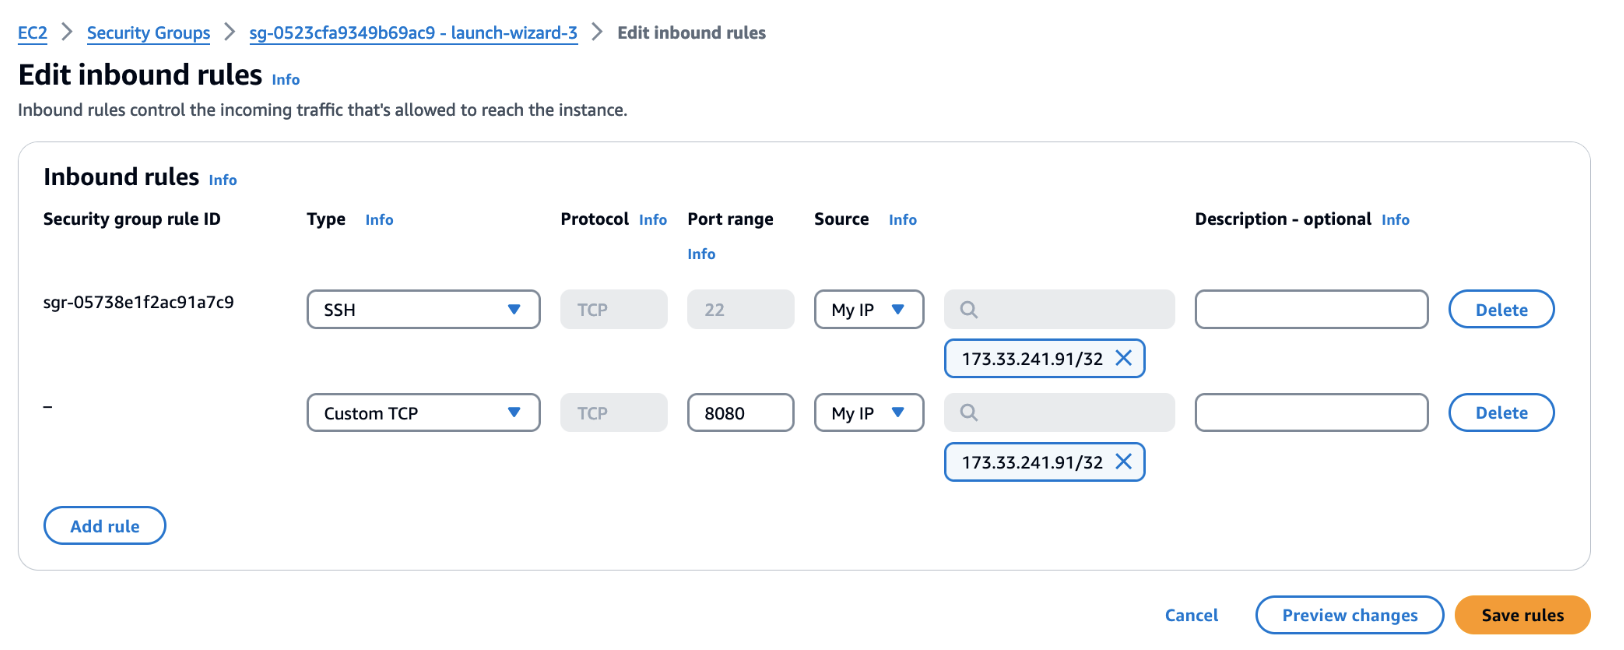 EC2 > Security Groups > sg-0523cfa9349b69ac9 - launch-wizard-3 > Edit inbound rules
Edit inbound rules Info
Inbound rules control the incoming traffic that's allowed to reach the instance.
Inbound rules Info
Security group rule ID Type Info Protocol Info Port range Info Source Info Description - optional Info
sgr-05738e1f2ac91a7c9 SSH TCP 22 My IP Delete
173.33.241.91/32
– Custom TCP TCP 8080 My IP Delete
173.33.241.91/32
Add rule
Cancel Preview changes Save rules